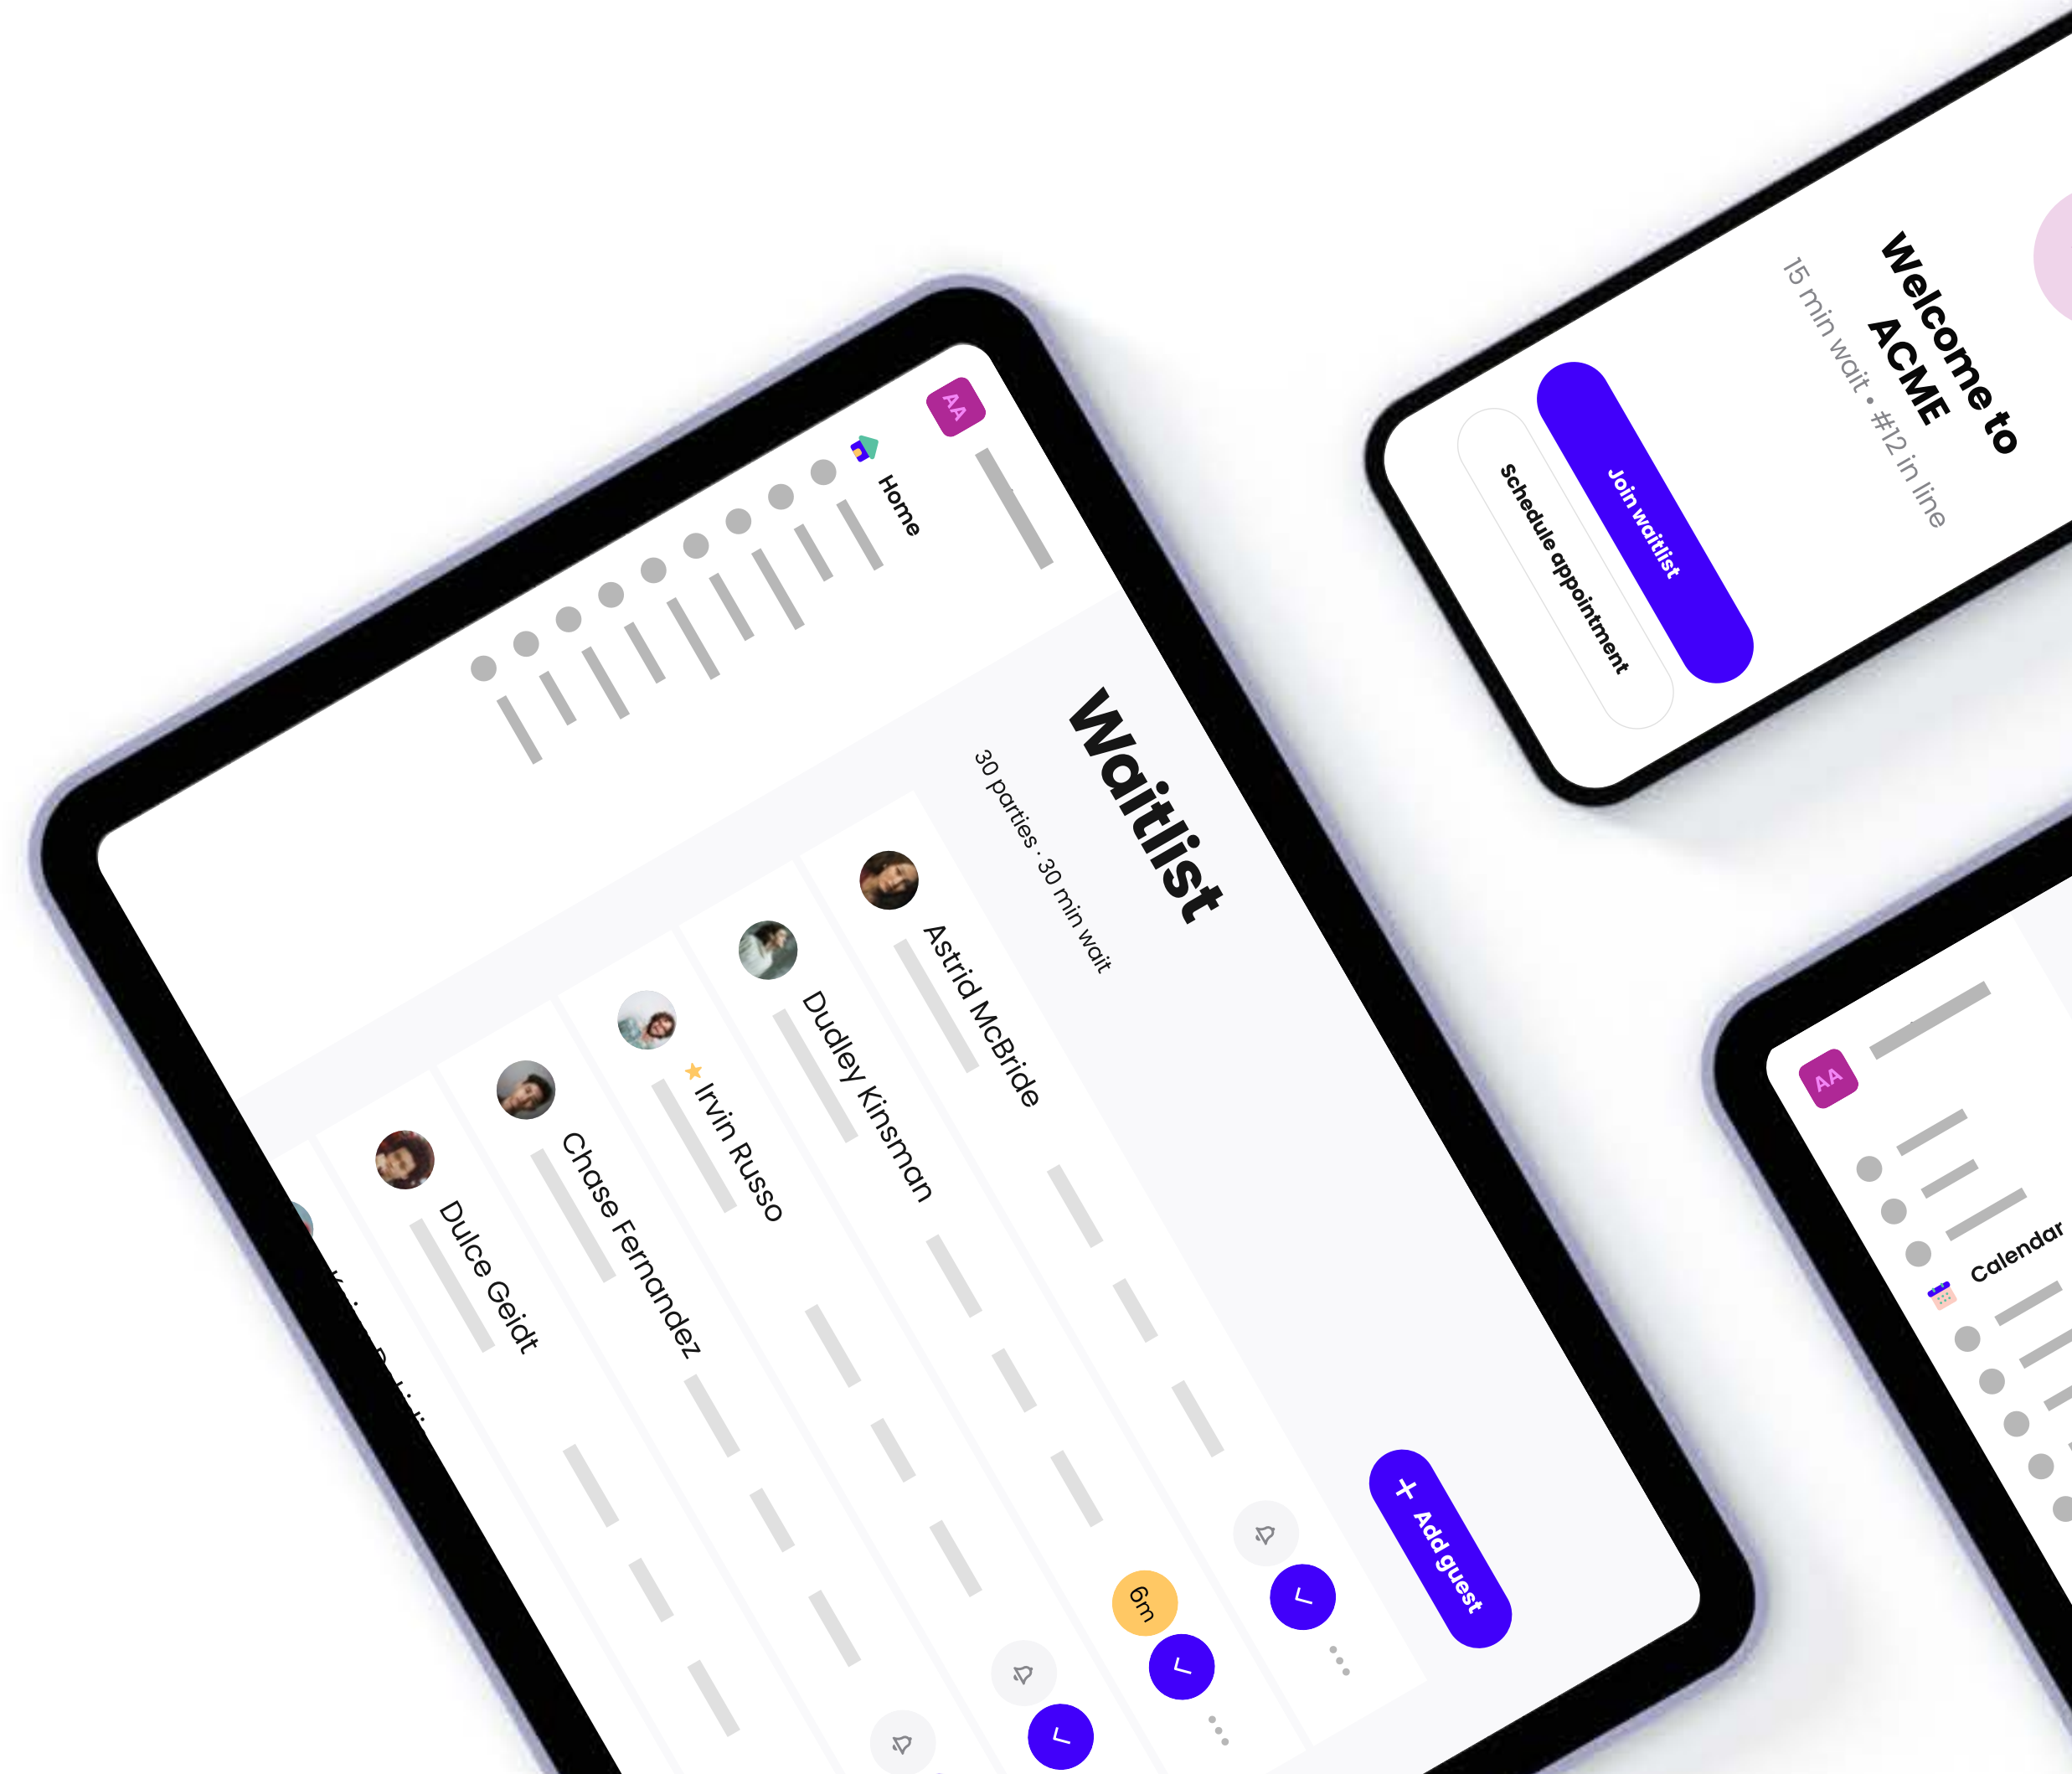 AA
Home
Waitlist
30 parties · 30 min wait
+ Add guest
Astrid McBride
Dudley Kinsman
6m
Irvin Russo
Chase Fernandez
Dulce Geidt
Welcome to
ACME
15 min wait • #12 in line
Join waitlist
Schedule appointment
AA
Calendar